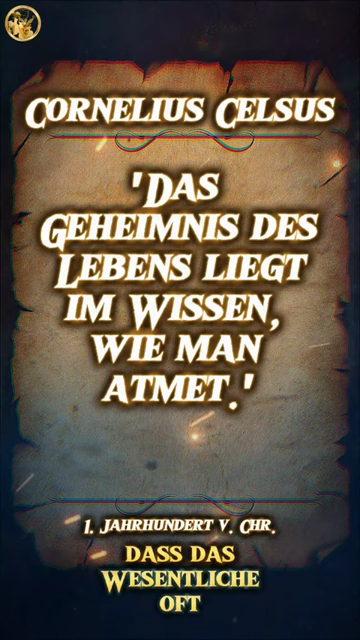 Cornelius Celsus
'Das
Geheimnis des
Lebens liegt
im Wissen,
wie man
atmet.'
1. Jahrhundert v. Chr.
dass das
Wesentliche
oft